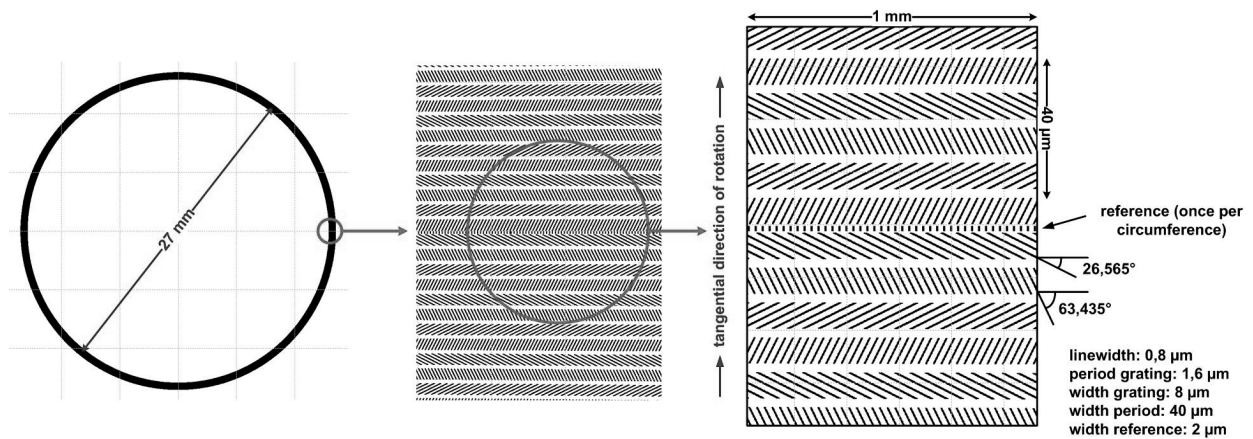 27 mm
tangential direction of rotation
1 mm
40 µm
reference (once per
circumference)
26,565°
63,435°
linewidth: 0,8 µm
period grating: 1,6 µm
width grating: 8 µm
width period: 40 µm
width reference: 2 µm